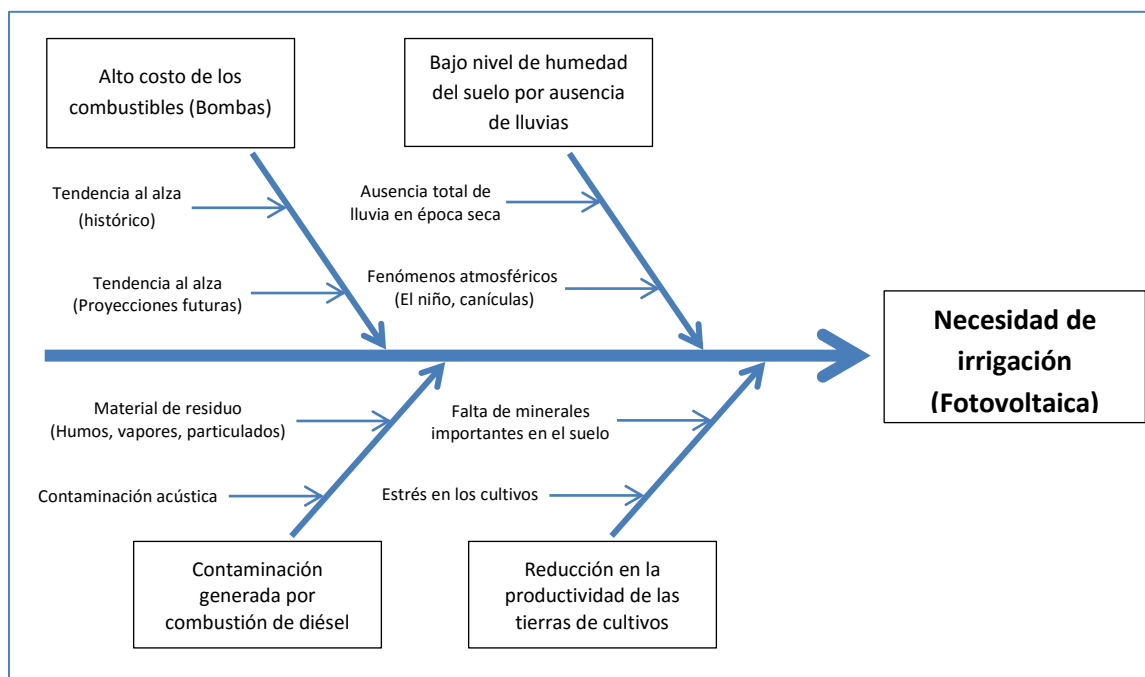 Alto costo de los
combustibles (Bombas)
Bajo nivel de humedad
del suelo por ausencia
de lluvias
Tendencia al alza
(histórico)
Ausencia total de
lluvia en época seca
Tendencia al alza
(Proyecciones futuras)
Fenómenos atmosféricos
(El niño, canículas)
Necesidad de
irrigación
(Fotovoltaica)
Material de residuo
(Humos, vapores, particulados)
Falta de minerales
importantes en el suelo
Contaminación acústica
Estrés en los cultivos
Contaminación
generada por
combustión de diésel
Reducción en la
productividad de las
tierras de cultivos